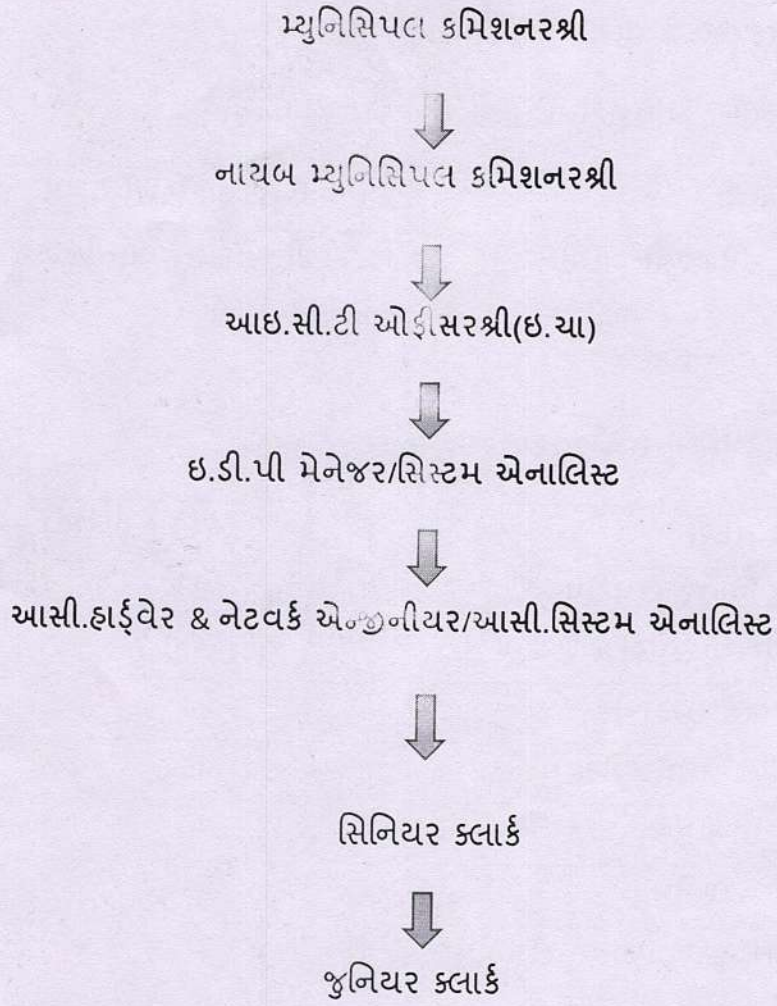 મ્યુનિસિપલ કમિશનરશ્રી
નાયબ મ્યુનિસિપલ કમિશનરશ્રી
આઇ.સી.ટી ઓફીસરશ્રી(ઇ.ચા)
ઇ.ડી.પી મેનેજર/સિસ્ટમ એનાલિસ્ટ
આસી.હાર્ડ્વેર & નેટવર્ક એન્જીનીયર/આસી.સિસ્ટમ એનાલિસ્ટ
સિનિયર ક્લાર્ક
જુનિયર ક્લાર્ક